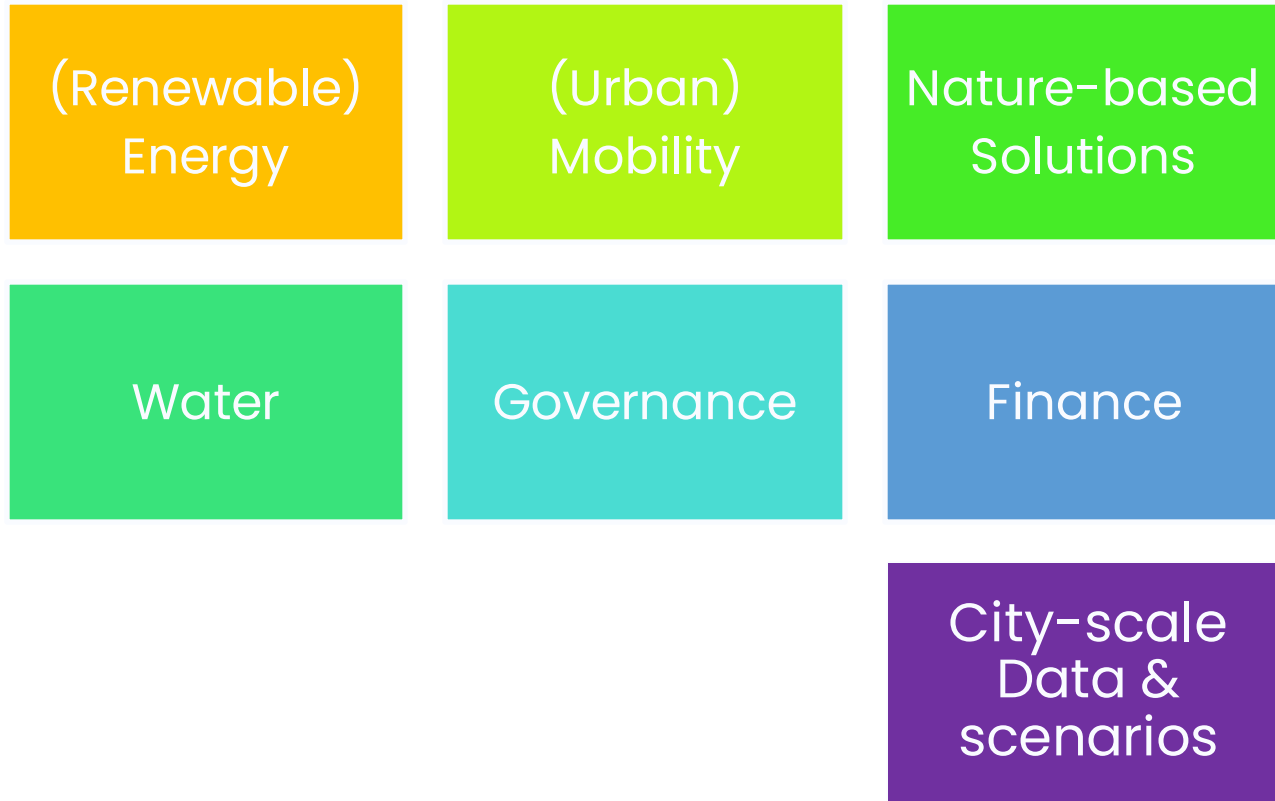 (Renewable)
Energy
(Urban)
Mobility
Nature-based
Solutions
Water
Governance
Finance
City-scale
Data &
scenarios